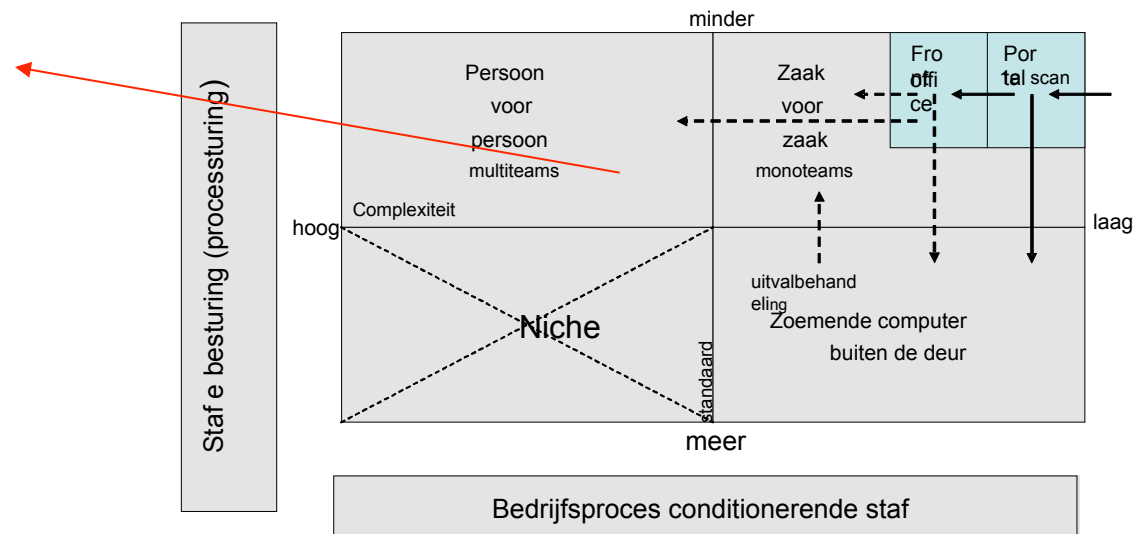 minder
Persoon
voor
persoon
multiteams
Zaak
voor
zaak
monoteams
Fro
nt
offi
ce
Por
tal
scan
Complexiteit
hoog
laag
uitvalbehand
eling
Zoemende computer
buiten de deur
Niche
standaard
meer
Staf e besturing (processturing)
Bedrijfsproces conditionerende staf